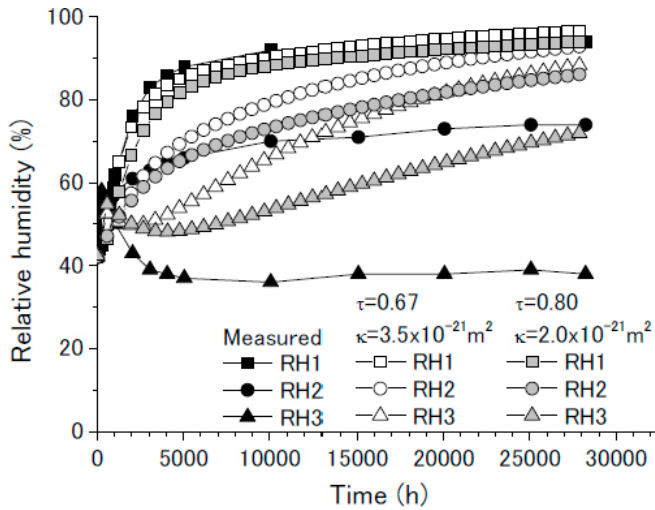 100
80
60
40
20
0
Relative humidity (%)
τ=0.67 τ=0.80
Measured κ=3.5x10⁻²¹m² κ=2.0x10⁻²¹m²
RH1 RH1 RH1
RH2 RH2 RH2
RH3 RH3 RH3
0 5000 10000 15000 20000 25000 30000
Time (h)